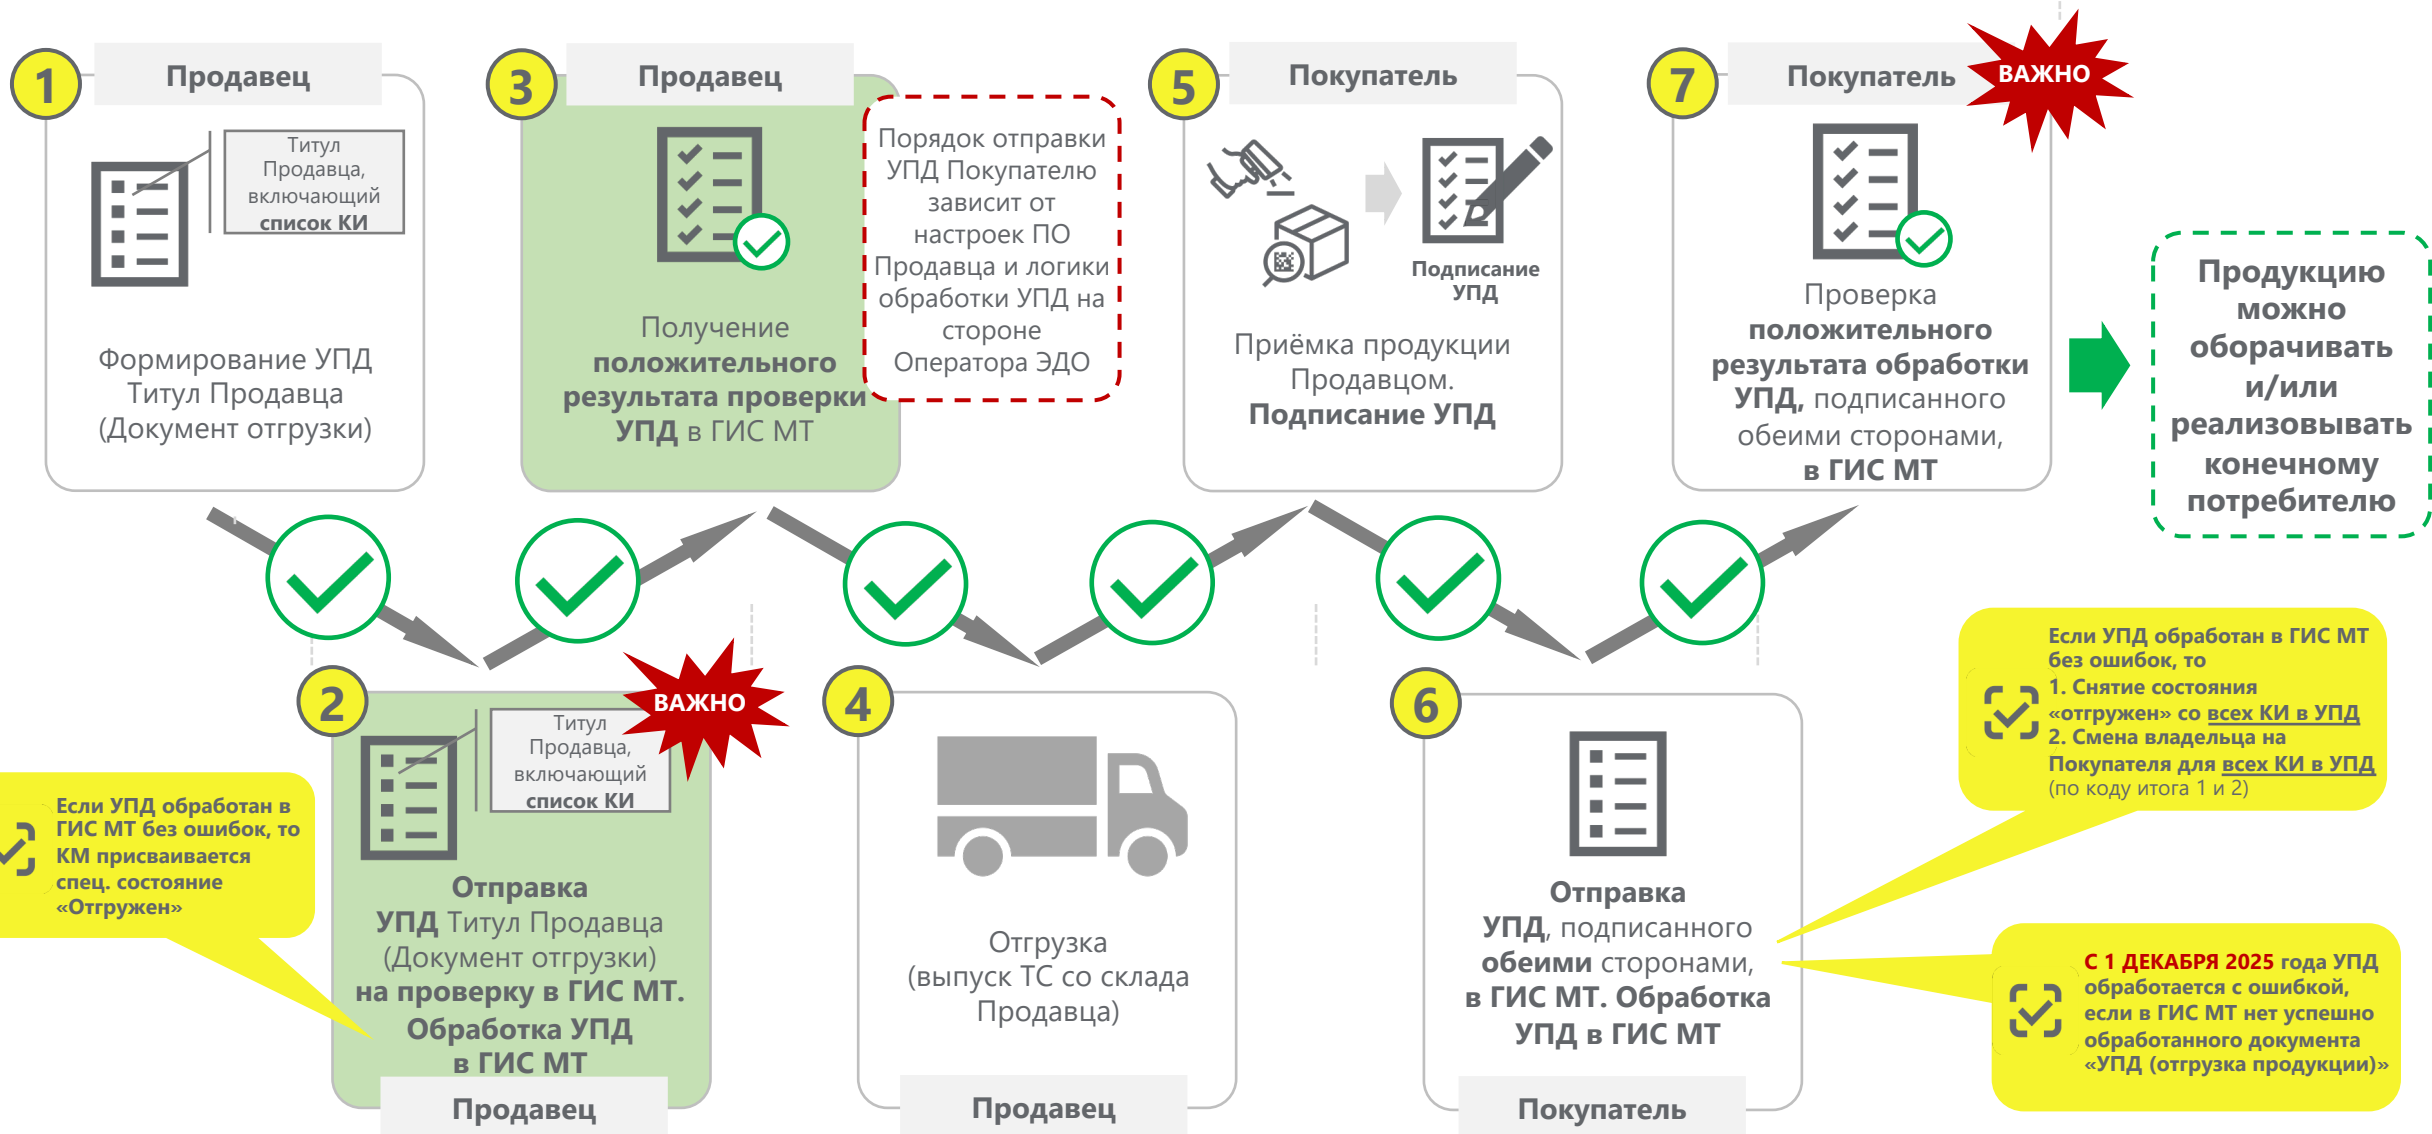 1
Продавец
Титул
Продавца,
включающий
список КИ
Формирование УПД
Титул Продавца
(Документ отгрузки)
3
Продавец
Получение
положительного
результата проверки
УПД в ГИС МТ
Порядок отправки
УПД Покупателю
зависит от
настроек ПО
Продавца и логики
обработки УПД на
стороне
Оператора ЭДО
5
Покупатель
Подписание
УПД
Приёмка продукции
Продавцом.
Подписание УПД
7
Покупатель
ВАЖНО
Проверка
положительного
результата обработки
УПД, подписанного
обеими сторонами,
в ГИС МТ
Продукцию
можно
оборачивать
и/или
реализовывать
конечному
потребителю
Если УПД обработан в
ГИС МТ без ошибок, то
КМ присваивается
спец. состояние
«Отгружен»
2
ВАЖНО
Титул
Продавца,
включающий
список КИ
Отправка
УПД Титул Продавца
(Документ отгрузки)
на проверку в ГИС МТ.
Обработка УПД
в ГИС МТ
Продавец
4
Отгрузка
(выпуск ТС со склада
Продавца)
Продавец
6
Отправка
УПД, подписанного
обеими сторонами,
в ГИС МТ. Обработка
УПД в ГИС МТ
Покупатель
Если УПД обработан в ГИС МТ
без ошибок, то
1. Снятие состояния
«отгружен» со всех КИ в УПД
2. Смена владельца на
Покупателя для всех КИ в УПД
(по коду итога 1 и 2)
С 1 ДЕКАБРЯ 2025 года УПД
обработается с ошибкой,
если в ГИС МТ нет успешно
обработанного документа
«УПД (отгрузка продукции)»